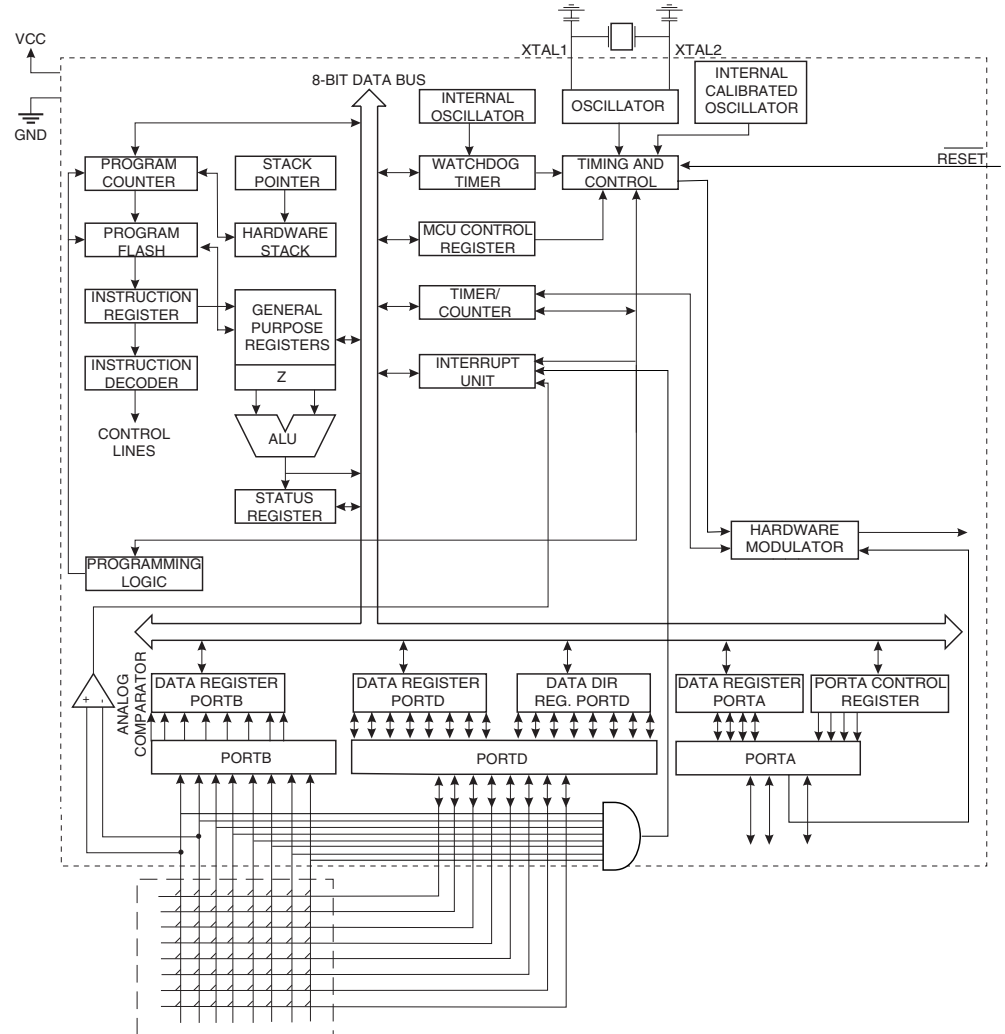 XTAL1
XTAL2
VCC
GND
8-BIT DATA BUS
INTERNAL
OSCILLATOR
OSCILLATOR
INTERNAL
CALIBRATED
OSCILLATOR
PROGRAM
COUNTER
STACK
POINTER
WATCHDOG
TIMER
TIMING AND
CONTROL
RESET
PROGRAM
FLASH
HARDWARE
STACK
MCU CONTROL
REGISTER
INSTRUCTION
REGISTER
GENERAL
PURPOSE
REGISTERS
TIMER/
COUNTER
INSTRUCTION
DECODER
Z
INTERRUPT
UNIT
CONTROL
LINES
ALU
STATUS
REGISTER
HARDWARE
MODULATOR
PROGRAMMING
LOGIC
+
-
ANALOG
COMPARATOR
DATA REGISTER
PORTB
DATA REGISTER
PORTD
DATA DIR
REG. PORTD
DATA REGISTER
PORTA
PORTA CONTROL
REGISTER
PORTB
PORTD
PORTA